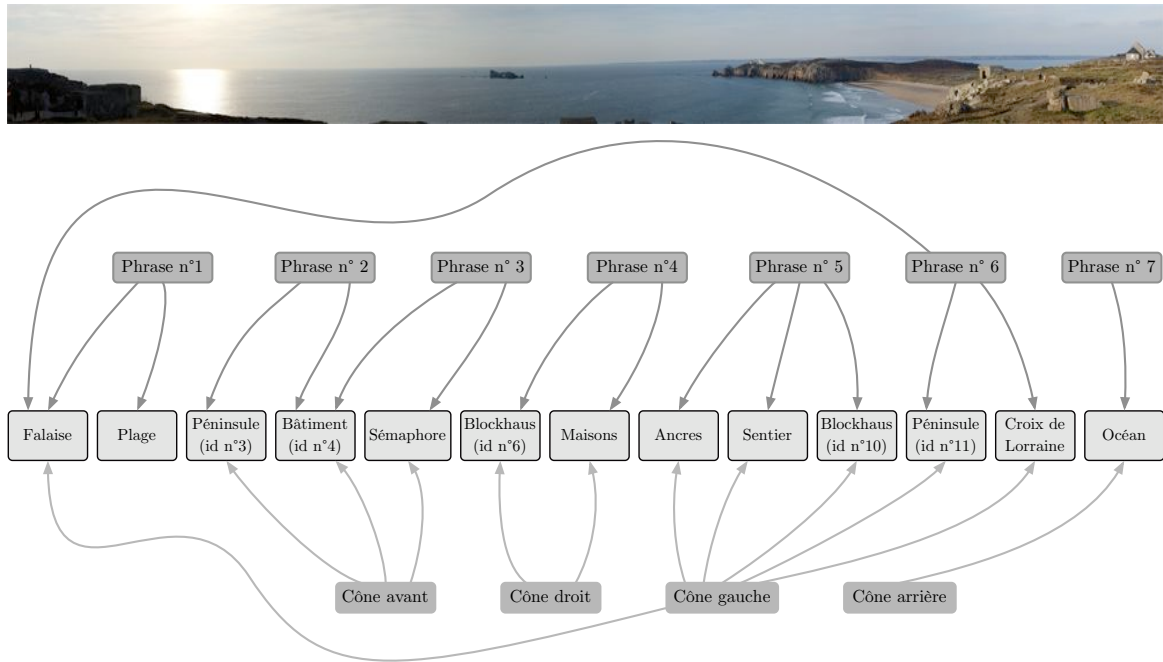 Phrase n°1
Phrase n° 2
Phrase n° 3
Phrase n°4
Phrase n° 5
Phrase n° 6
Phrase n° 7
Falaise
Plage
Péninsule
(id n°3)
Bâtiment
(id n°4)
Sémaphore
Blockhaus
(id n°6)
Maisons
Ancres
Sentier
Blockhaus
(id n°10)
Péninsule
(id n°11)
Croix de
Lorraine
Océan
Cône avant
Cône droit
Cône gauche
Cône arrière